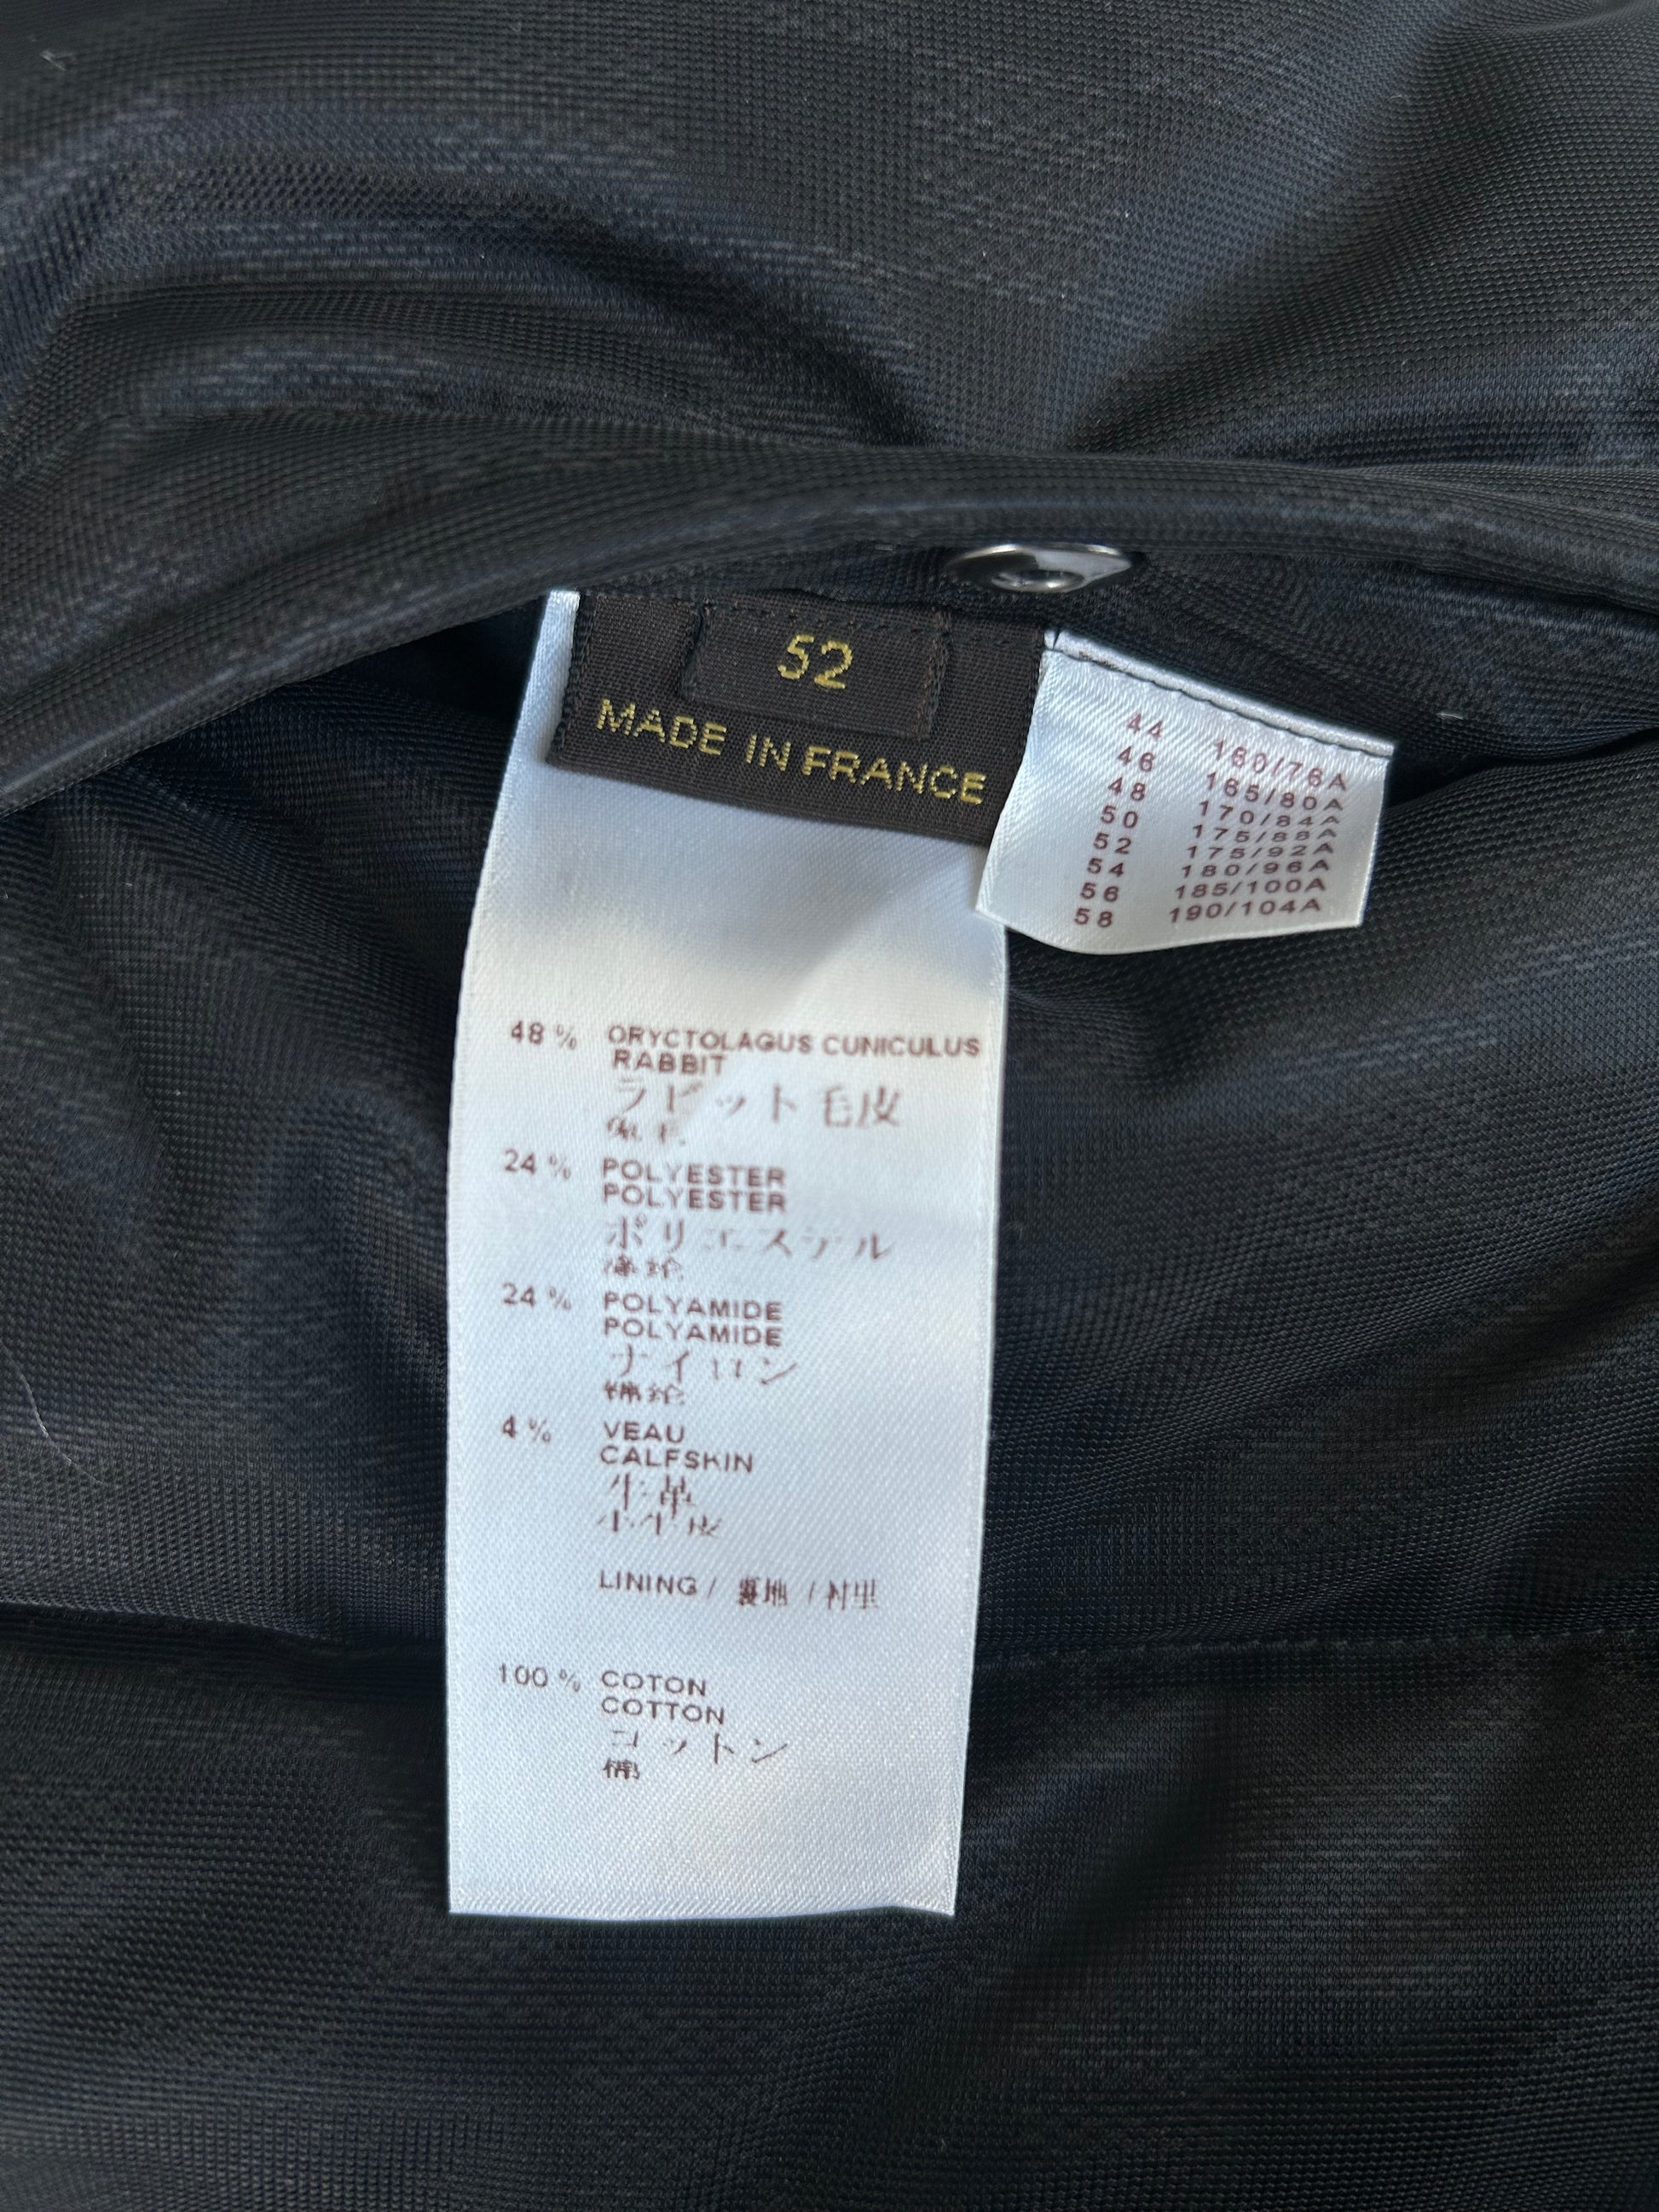 52
MADE IN FRANCE
44 160/76A
46 165/80A
48 170/84A
50 175/88A
52 175/92A
54 180/96A
56 185/100A
58 190/104A
48 % ORYCTOLAGUS CUNICULUS
RABBIT
ラビット毛皮
24 % POLYESTER
POLYESTER
ポリエステル
24 % POLYAMIDE
POLYAMIDE
ナイロン
4 % VEAU
CALFSKIN
牛革
小牛皮
LINING / 裏地 / 衬里
100 % COTON
COTTON
コットン
棉